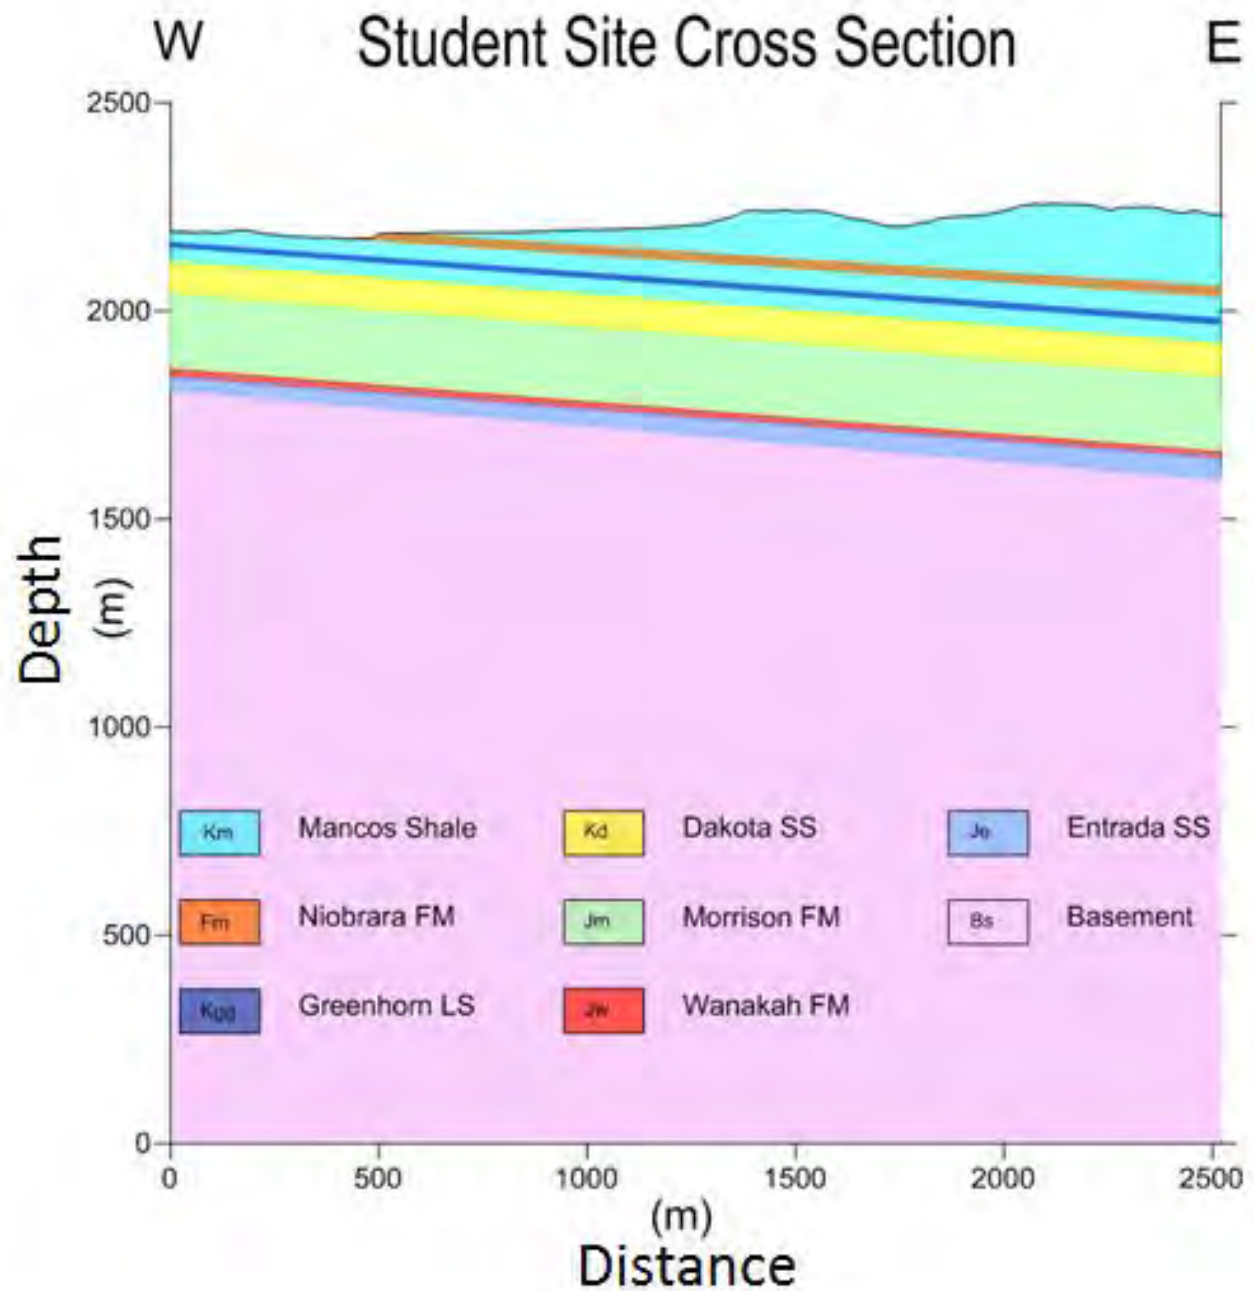 W Student Site Cross Section E
2500
2000
1500
1000
500
0
Depth
(m)
Km Mancos Shale Kd Dakota SS Je Entrada SS
Fm Niobrara FM Jm Morrison FM Bs Basement
Kgg Greenhorn LS Jw Wanakah FM
0 500 1000 1500 2000 2500
(m)
Distance